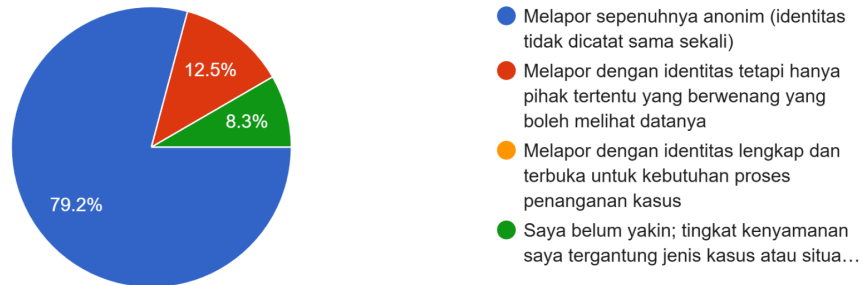 12.5%
8.3%
79.2%
Melapor sepenuhnya anonim (identitas
tidak dicatat sama sekali)
Melapor dengan identitas tetapi hanya
pihak tertentu yang berwenang yang
boleh melihat datanya
Melapor dengan identitas lengkap dan
terbuka untuk kebutuhan proses
penanganan kasus
Saya belum yakin; tingkat kenyamanan
saya tergantung jenis kasus atau situa…